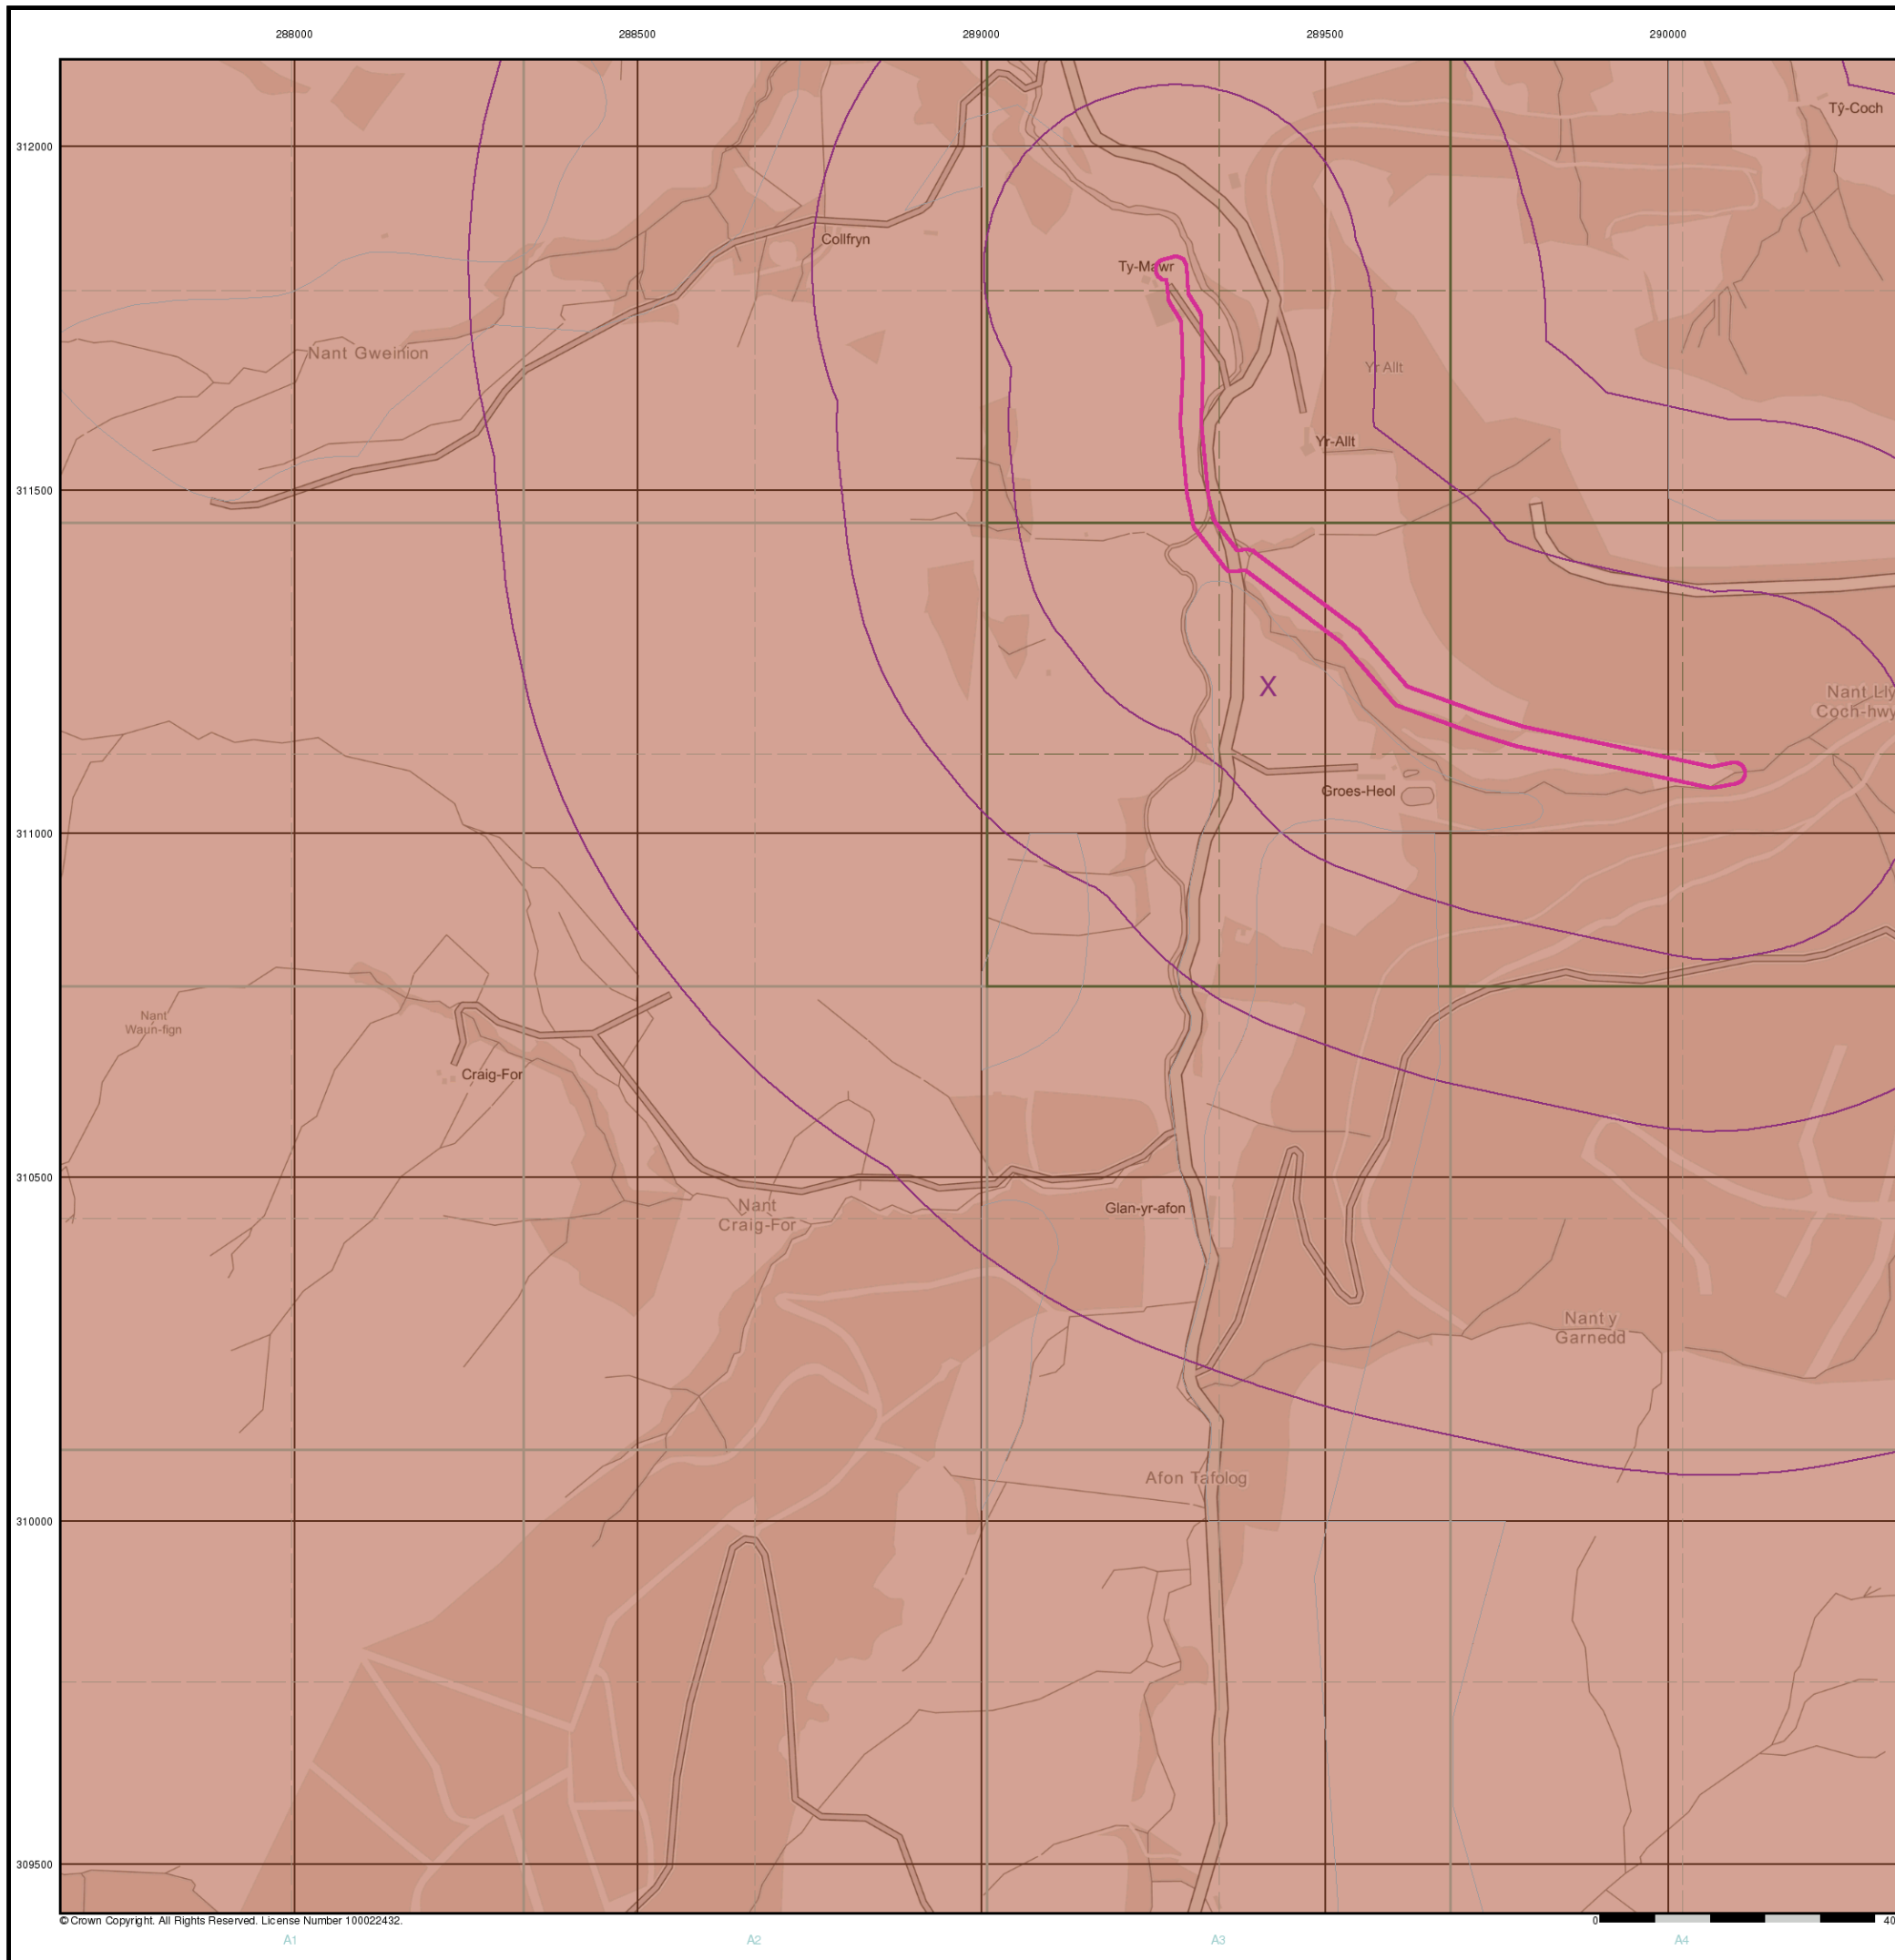 288000 288500 289000 289500 290000
Tŷ-Coch
312000
Collfryn
Ty-Mawr
Nant Gweinion
Yr Allt
Yr-Allt
311500
X
Nant Lly
Coch-hwy
Groes-Heol
311000
Nant
Waun-fign
Craig-For
310500
Nant
Craig-For
Glan-yr-afon
Nant y
Garnedd
Afon Tafolog
310000
309500
© Crown Copyright. All Rights Reserved. License Number 100022432.
0 40
A1 A2 A3 A4